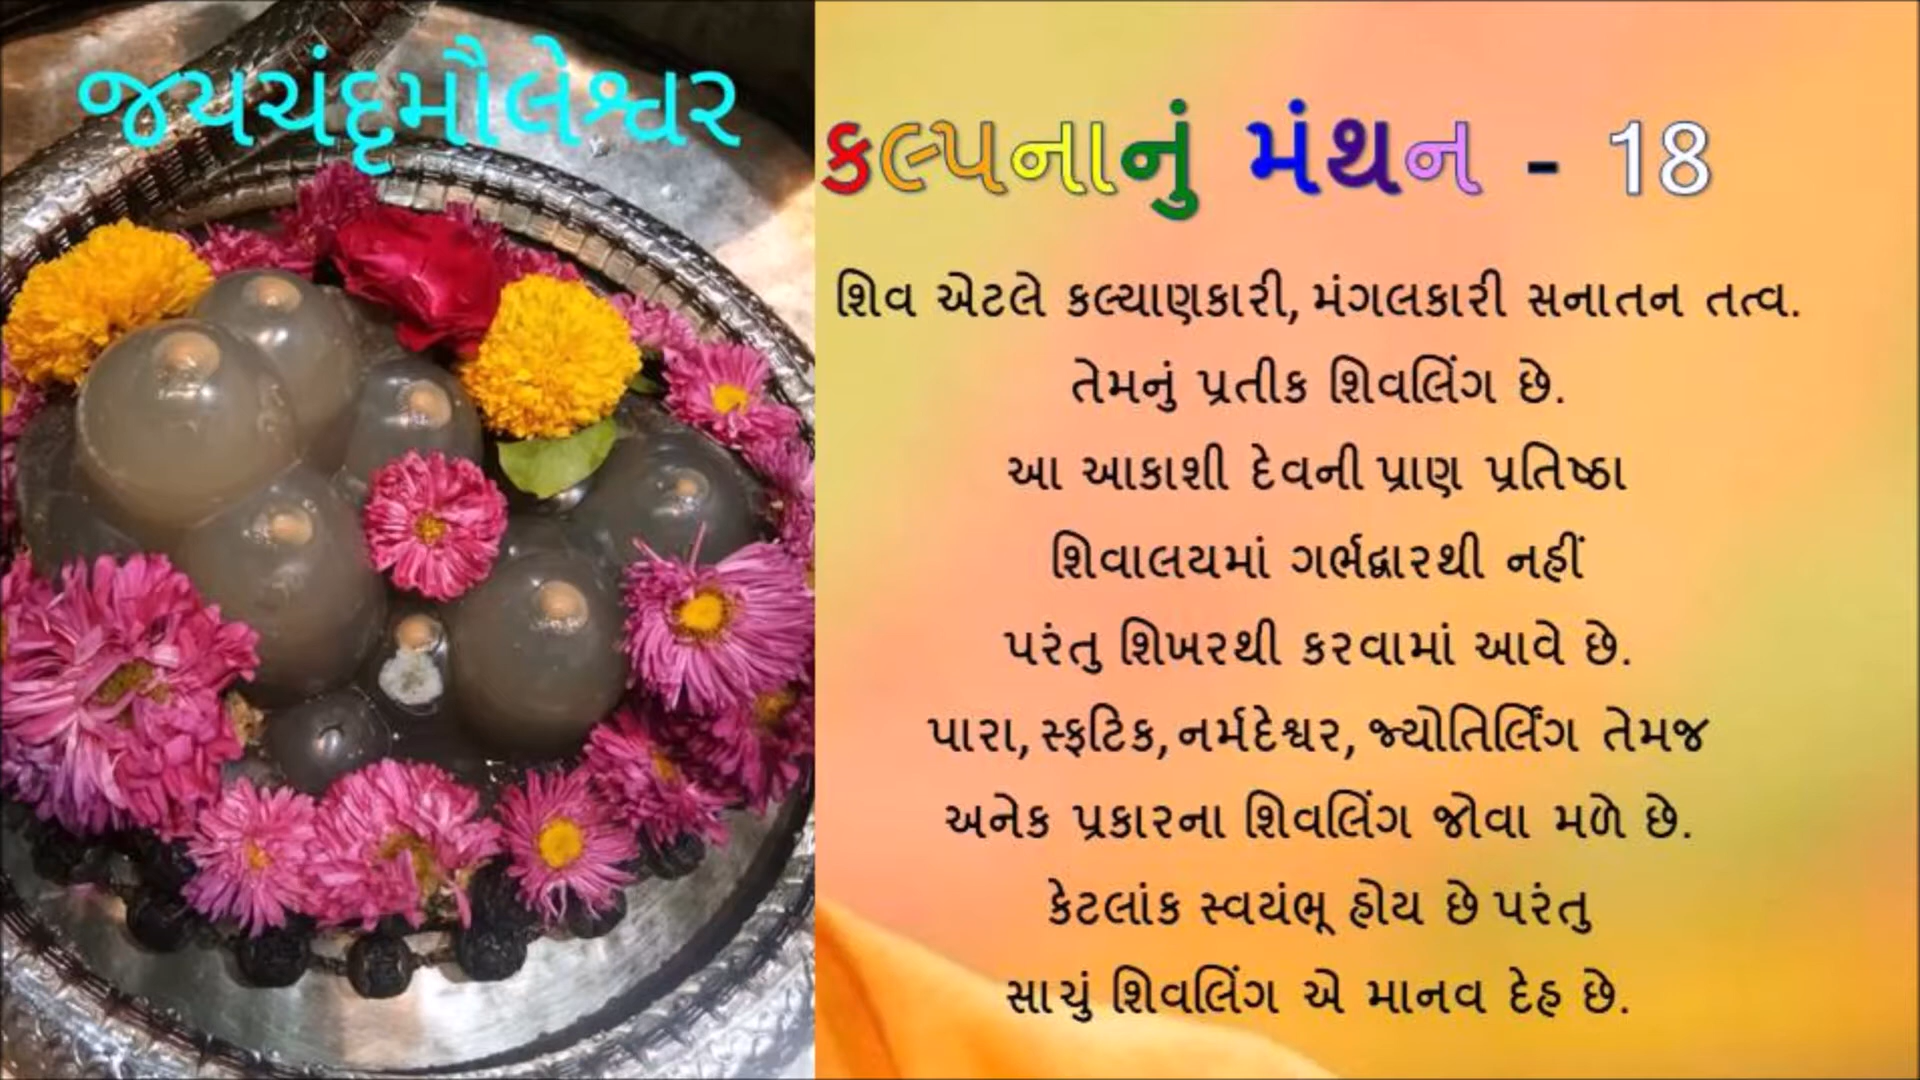 જયચંદૃમૌલેશ્વર
કલ્પનાનું મંથન - 18
શિવ એટલે કલ્યાણકારી, મંગલકારી સનાતન તત્વ.
તેમનું પ્રતીક શિવલિંગ છે.
આ આકાશી દેવની પ્રાણ પ્રતિષ્ઠા
શિવાલયમાં ગર્ભદ્વારથી નહીં
પરંતુ શિખરથી કરવામાં આવે છે.
પારા, સ્ફટિક, નર્મદેશ્વર, જ્યોતિર્લિંગ તેમજ
અનેક પ્રકારના શિવલિંગ જોવા મળે છે.
કેટલાંક સ્વયંભૂ હોય છે પરંતુ
સાચું શિવલિંગ એ માનવ દેહ છે.